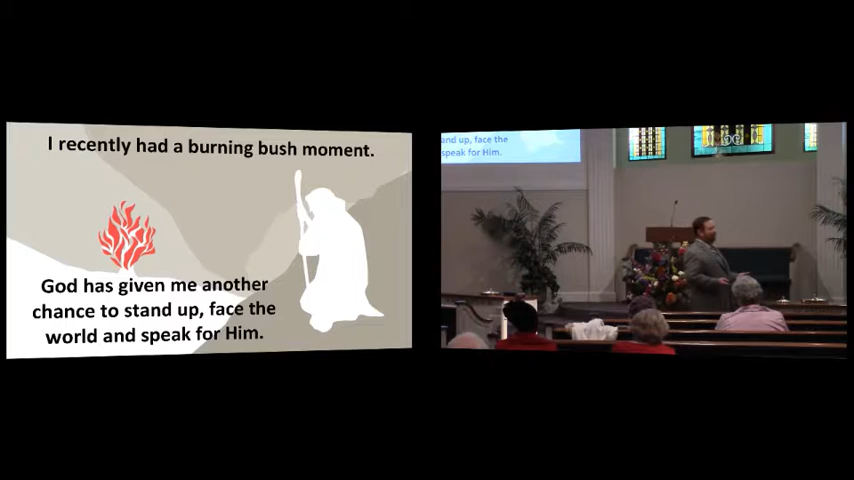 I recently had a burning bush moment.
God has given me another
chance to stand up, face the
world and speak for Him.
and up, face the
speak for Him.